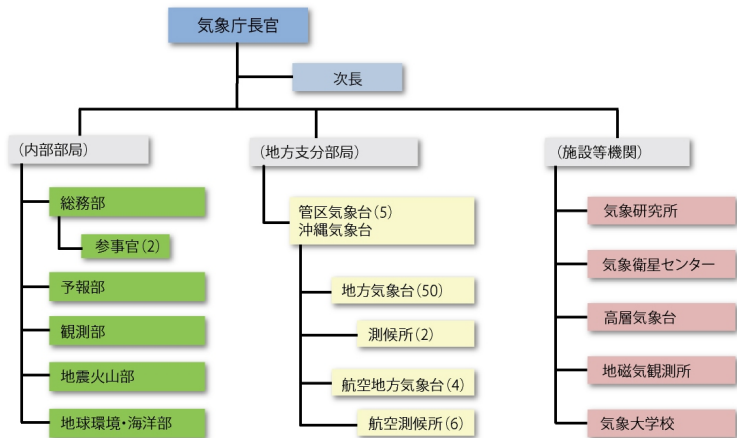 気象庁長官
次長
(内部部局)
総務部
参事官(2)
予報部
観測部
地震火山部
地球環境・海洋部
(地方支分部局)
管区気象台(5)
沖縄気象台
地方気象台(50)
測候所(2)
航空地方気象台(4)
航空測候所(6)
(施設等機関)
気象研究所
気象衛星センター
高層気象台
地磁気観測所
気象大学校